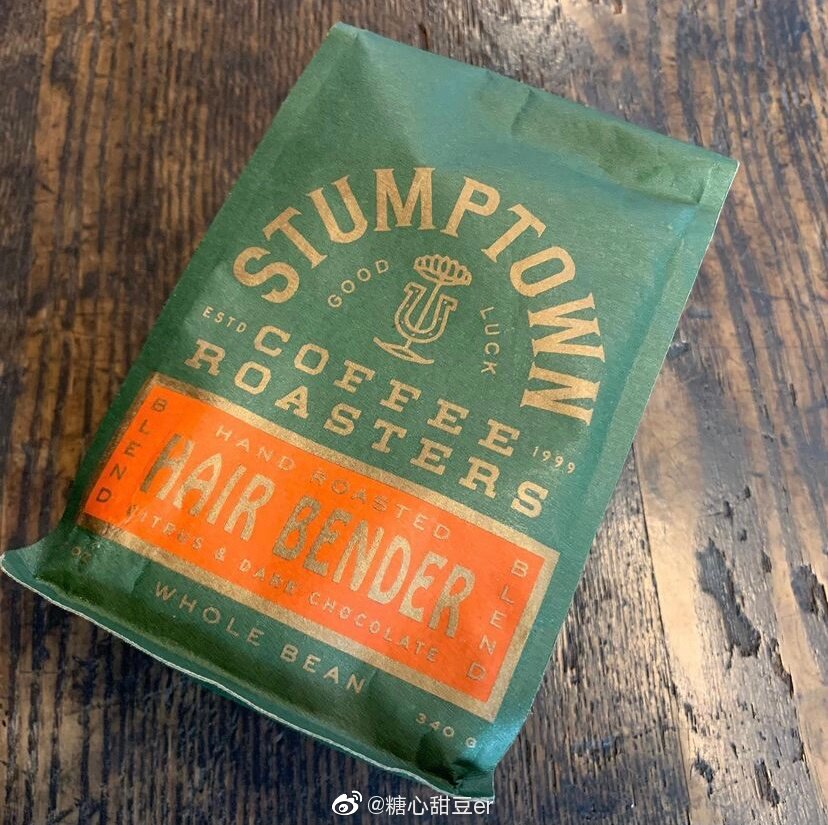 STUMPTOWN
GOOD LUCK
ESTD COFFEE 1999
ROASTERS
HAND ROASTED
BLEND HAIR BENDER BLEND
CITRUS & DARK CHOCOLATE
WHOLE BEAN
340 G
@糖心甜豆er